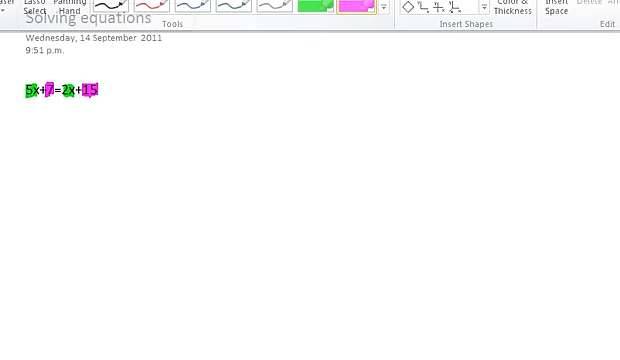 Lasso Panning
Select Hand
Color & Thickness
Insert Space
Delete
Tools
Insert Shapes
Edit
Solving equations
Wednesday, 14 September 2011
9:51 p.m.
5x+7=2x+15